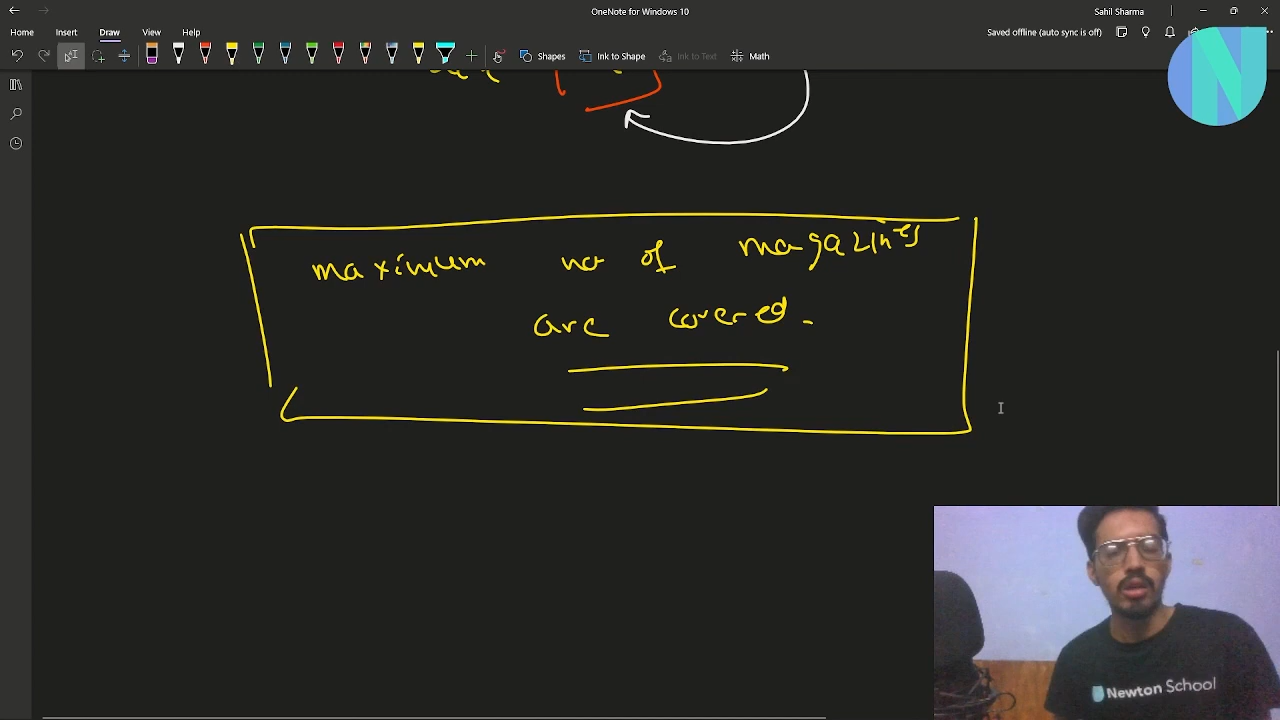 OneNote for Windows 10
Sahil Sharma
Home Insert Draw View Help
Saved offline (auto sync is off)
Shapes Ink to Shape Ink to Text Math
maximum no of magazines
are covered.
Newton School